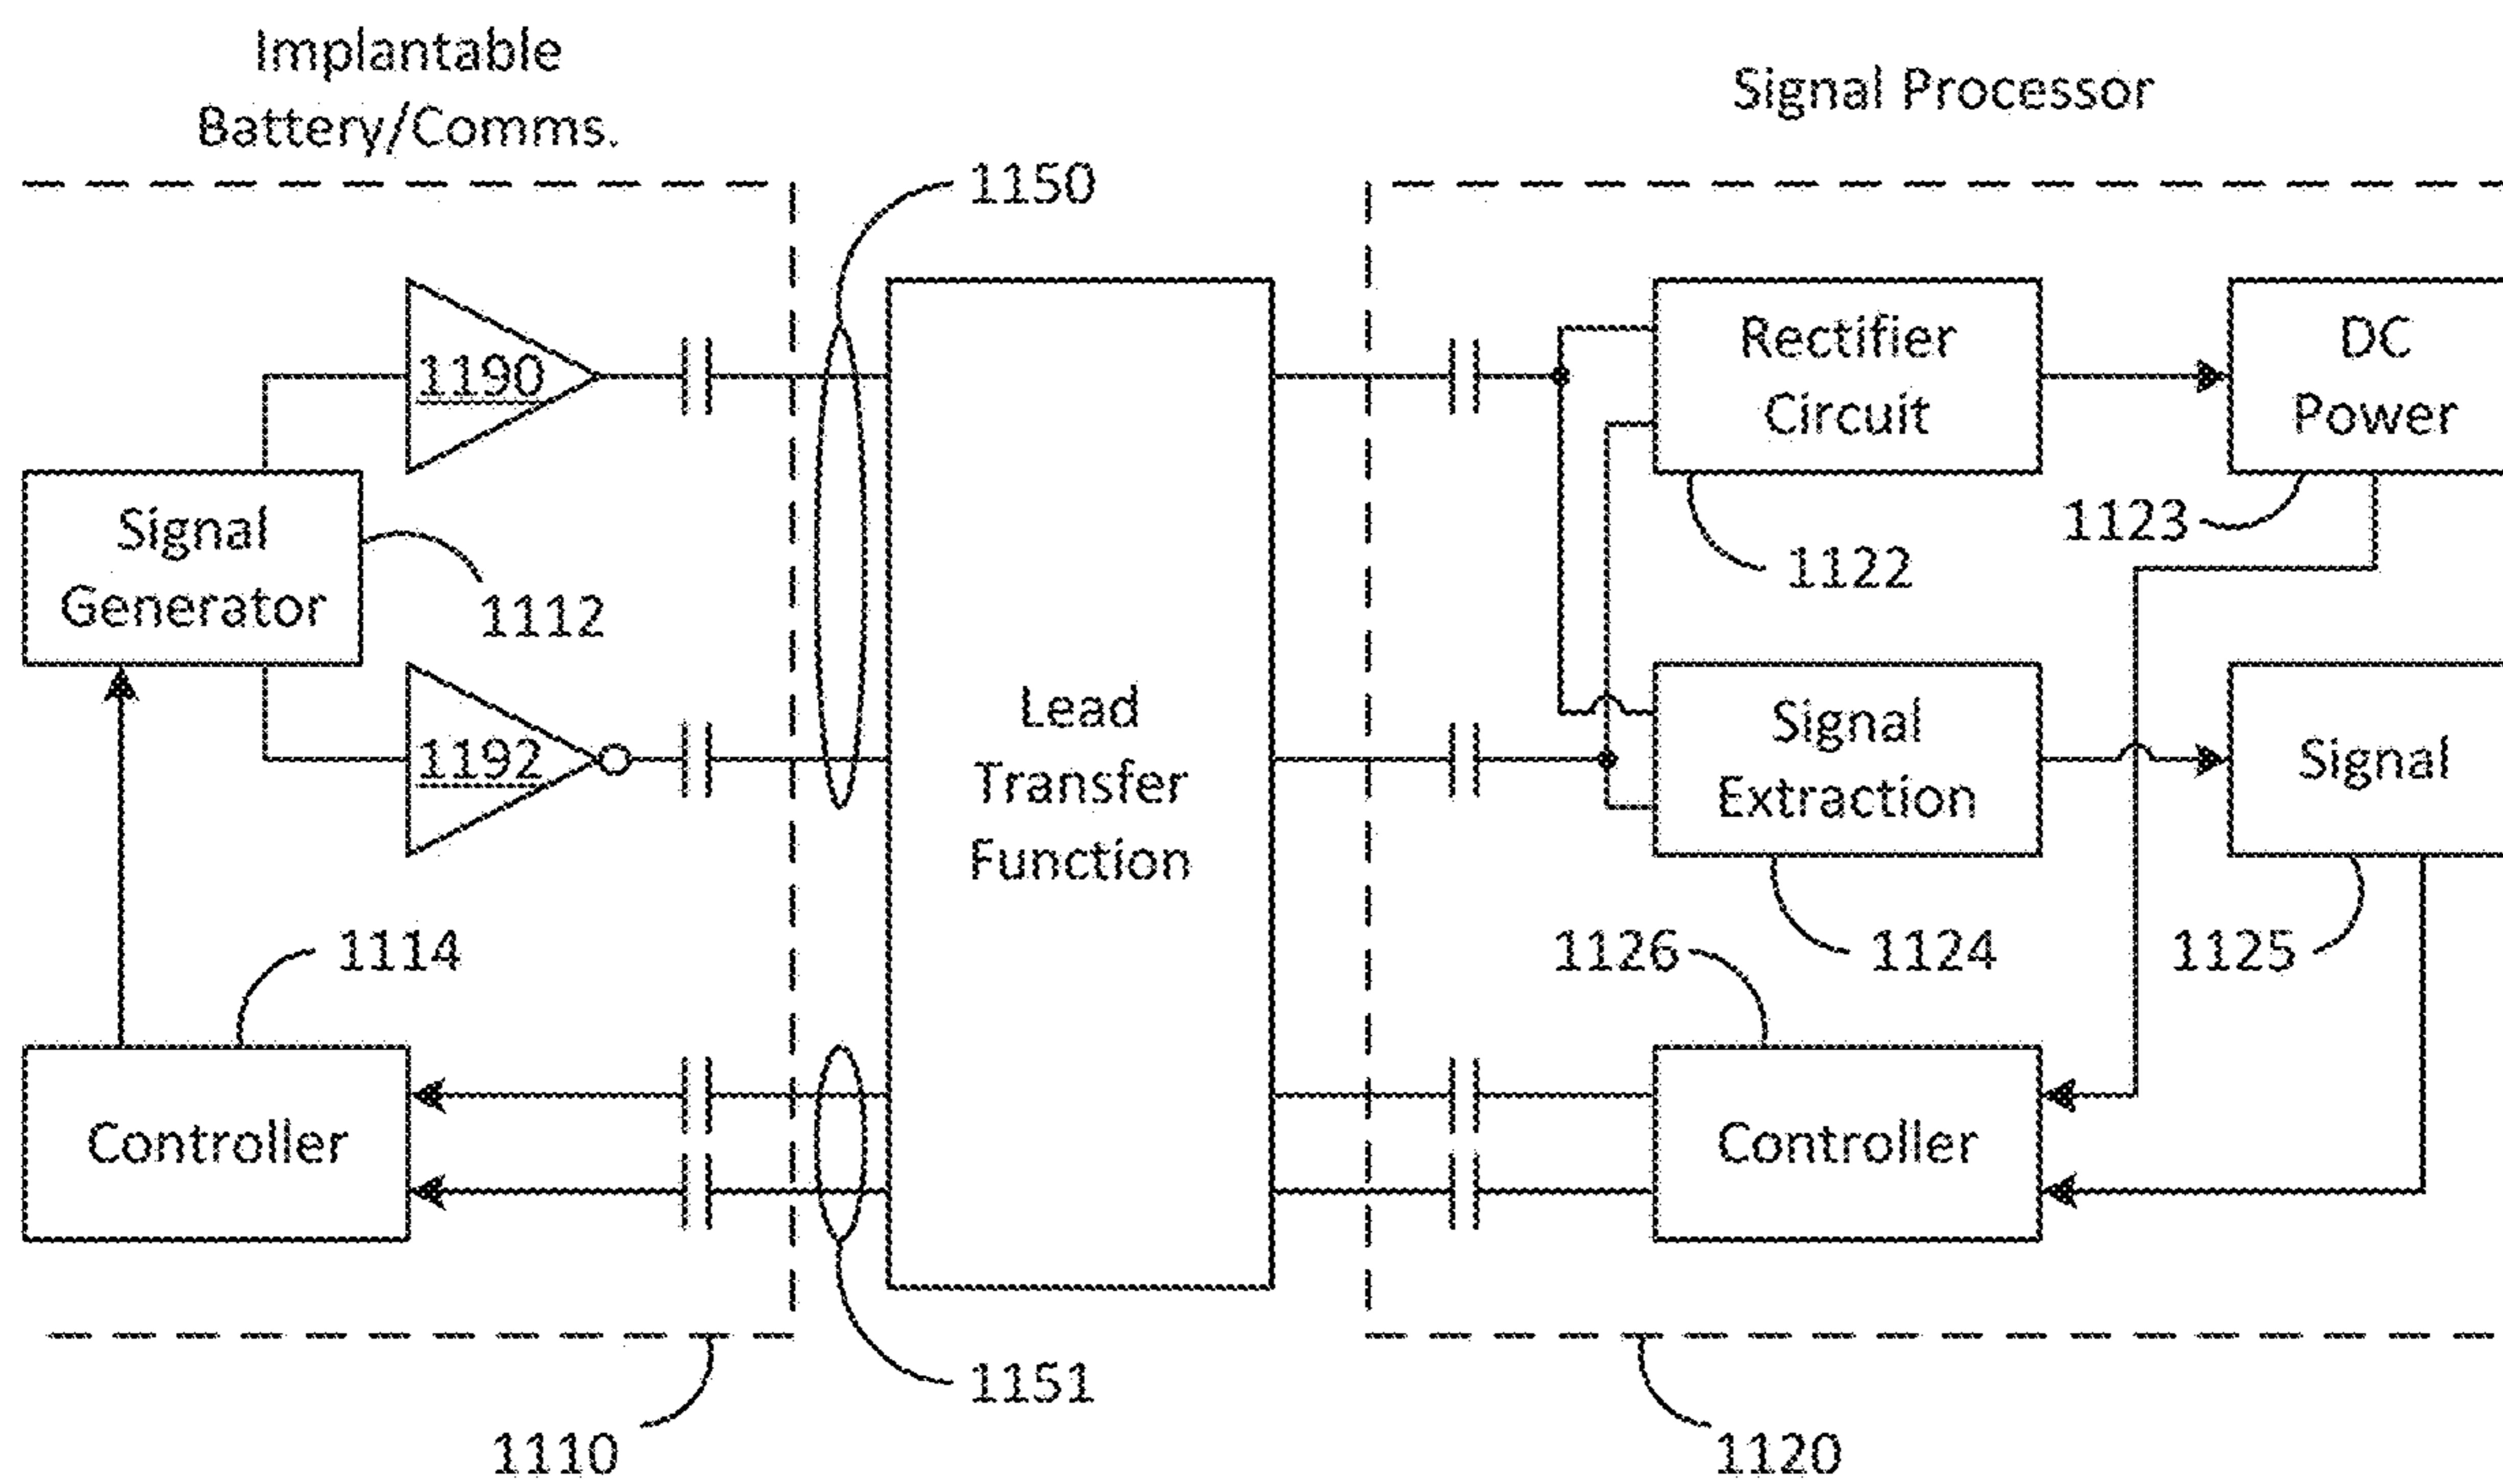 Implantable
Battery/Comms.
Signal Processor
1150
1190
Rectifier
Circuit
DC
Power
Signal
Generator
1112
1122
1123
1192
Lead
Transfer
Function
Signal
Extraction
Signal
1114
1126
1124
1125
Controller
Controller
1151
1110
1120